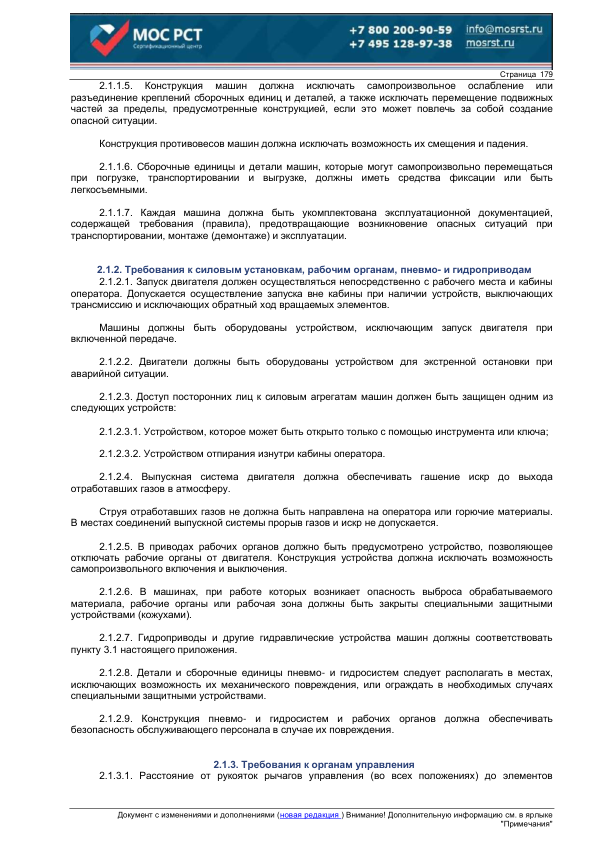 МОС РСТ
Сертификационный центр
+7 800 200-90-59
+7 495 128-97-38
info@mosrst.ru
mosrst.ru
Страница 179
2.1.1.5. Конструкция машин должна исключать самопроизвольное ослабление или
разъединение креплений сборочных единиц и деталей, а также исключать перемещение подвижных
частей за пределы, предусмотренные конструкцией, если это может повлечь за собой создание
опасной ситуации.
Конструкция противовесов машин должна исключать возможность их смещения и падения.
2.1.1.6. Сборочные единицы и детали машин, которые могут самопроизвольно перемещаться
при погрузке, транспортировании и выгрузке, должны иметь средства фиксации или быть
легкосъемными.
2.1.1.7. Каждая машина должна быть укомплектована эксплуатационной документацией,
содержащей требования (правила), предотвращающие возникновение опасных ситуаций при
транспортировании, монтаже (демонтаже) и эксплуатации.
2.1.2. Требования к силовым установкам, рабочим органам, пневмо- и гидроприводам
2.1.2.1. Запуск двигателя должен осуществляться непосредственно с рабочего места и кабины
оператора. Допускается осуществление запуска вне кабины при наличии устройств, выключающих
трансмиссию и исключающих обратный ход вращаемых элементов.
Машины должны быть оборудованы устройством, исключающим запуск двигателя при
включенной передаче.
2.1.2.2. Двигатели должны быть оборудованы устройством для экстренной остановки при
аварийной ситуации.
2.1.2.3. Доступ посторонних лиц к силовым агрегатам машин должен быть защищен одним из
следующих устройств:
2.1.2.3.1. Устройством, которое может быть открыто только с помощью инструмента или ключа;
2.1.2.3.2. Устройством отпирания изнутри кабины оператора.
2.1.2.4. Выпускная система двигателя должна обеспечивать гашение искр до выхода
отработавших газов в атмосферу.
Струя отработавших газов не должна быть направлена на оператора или горючие материалы.
В местах соединений выпускной системы прорыв газов и искр не допускается.
2.1.2.5. В приводах рабочих органов должно быть предусмотрено устройство, позволяющее
отключать рабочие органы от двигателя. Конструкция устройства должна исключать возможность
самопроизвольного включения и выключения.
2.1.2.6. В машинах, при работе которых возникает опасность выброса обрабатываемого
материала, рабочие органы или рабочая зона должны быть закрыты специальными защитными
устройствами (кожухами).
2.1.2.7. Гидроприводы и другие гидравлические устройства машин должны соответствовать
пункту 3.1 настоящего приложения.
2.1.2.8. Детали и сборочные единицы пневмо- и гидросистем следует располагать в местах,
исключающих возможность их механического повреждения, или ограждать в необходимых случаях
специальными защитными устройствами.
2.1.2.9. Конструкция пневмо- и гидросистем и рабочих органов должна обеспечивать
безопасность обслуживающего персонала в случае их повреждения.
2.1.3. Требования к органам управления
2.1.3.1. Расстояние от рукояток рычагов управления (во всех положениях) до элементов
Документ с изменениями и дополнениями (новая редакция ) Внимание! Дополнительную информацию см. в ярлыке
"Примечания"